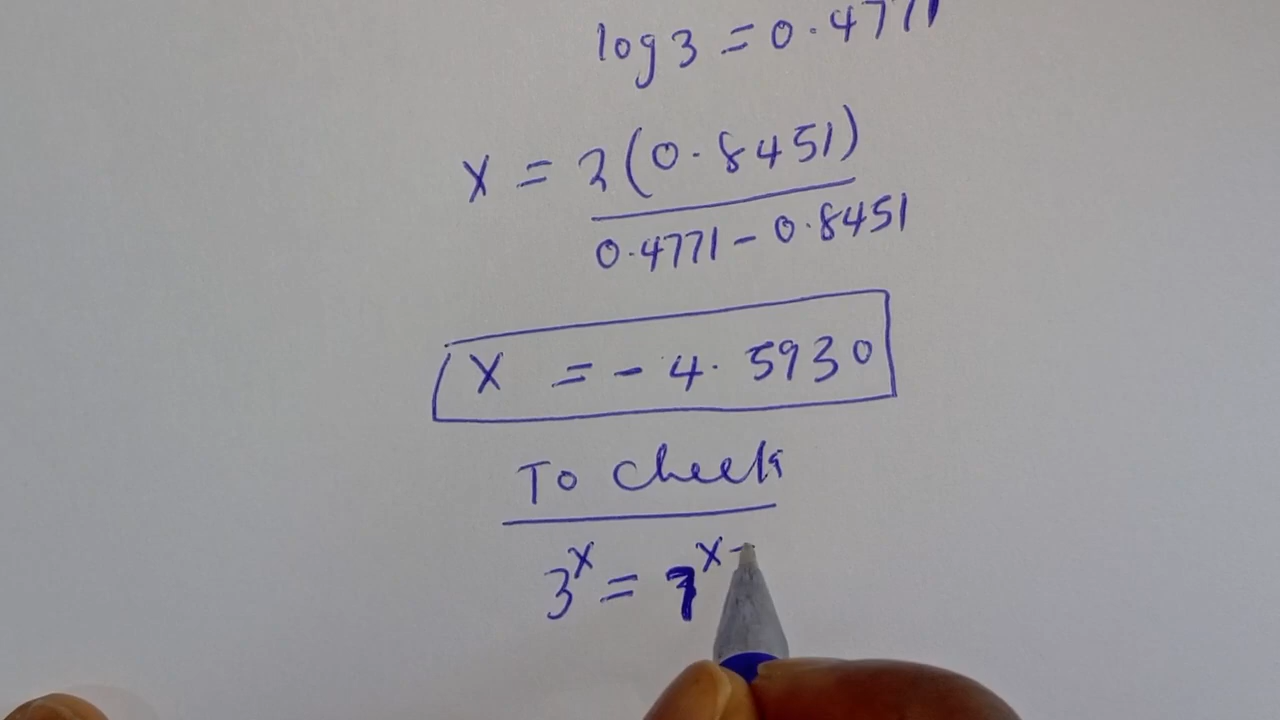 log 3 = 0.4771
x = 2(0.8451)
0.4771 - 0.8451
x = -4.5930
To Check
3^x = 7^x-